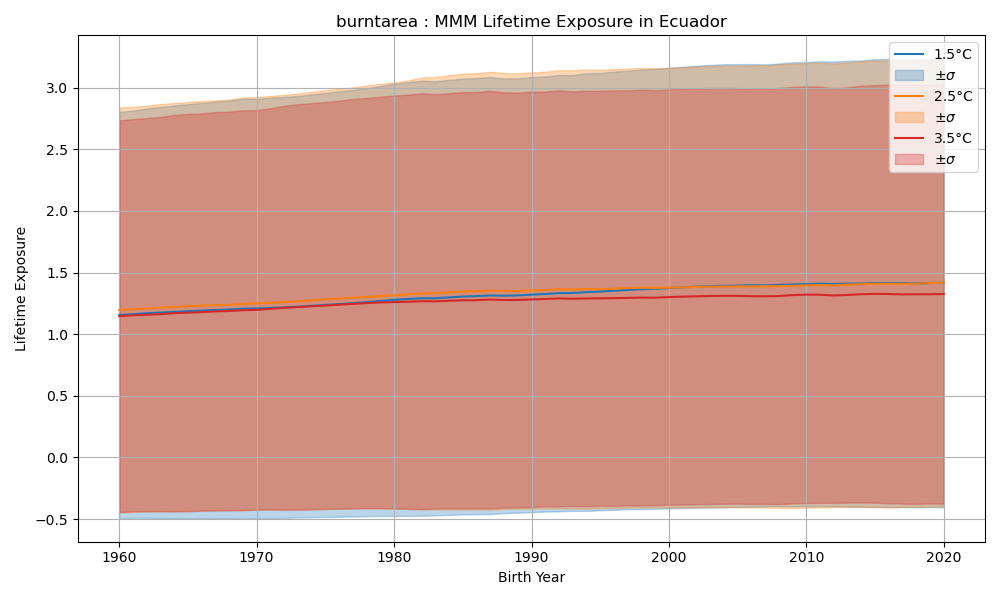 burntarea : MMM Lifetime Exposure in Ecuador
1.5°C
±σ
2.5°C
±σ
3.5°C
±σ
Lifetime Exposure
3.0
2.5
2.0
1.5
1.0
0.5
0.0
−0.5
1960 1970 1980 1990 2000 2010 2020
Birth Year